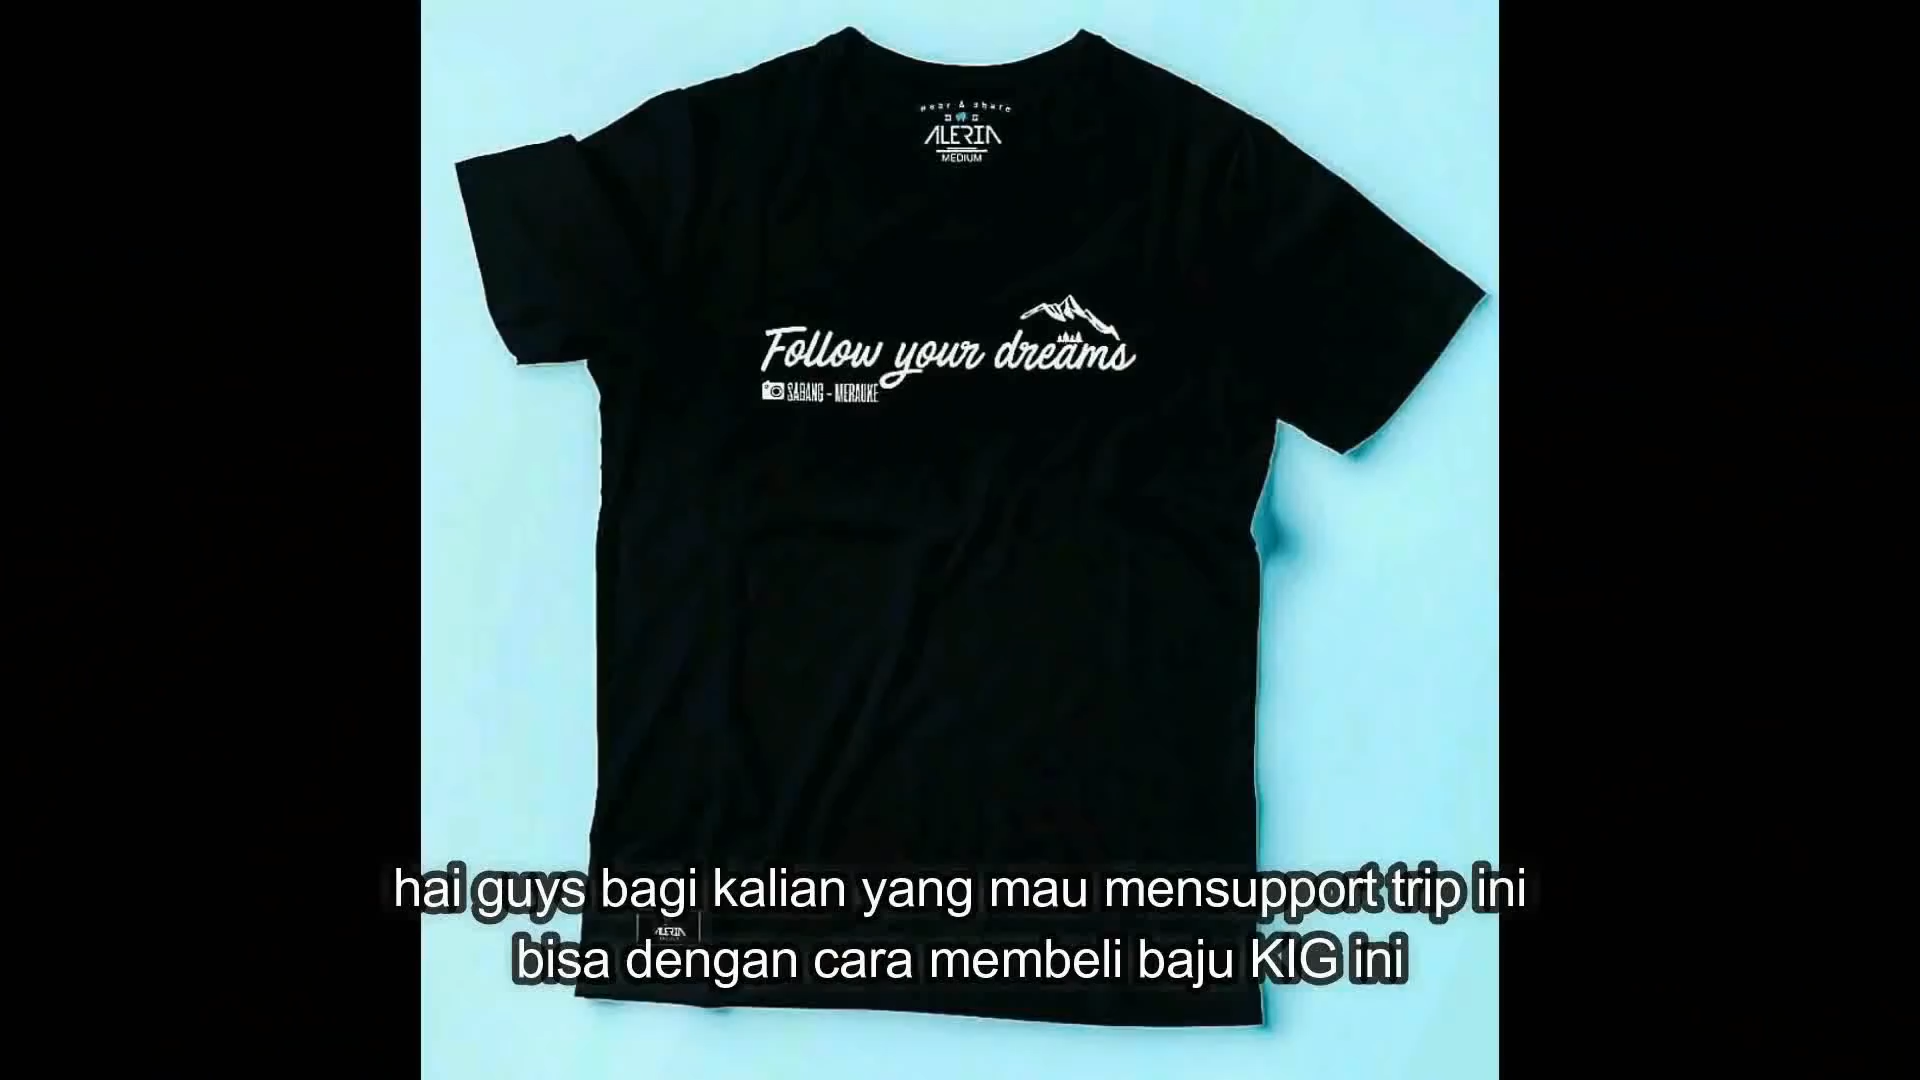 wear & share
ALERIA
MEDIUM
Follow your dreams
SABANG - MERAUKE
hai guys bagi kalian yang mau mensupport trip ini
ALERIA
bisa dengan cara membeli baju KIG ini